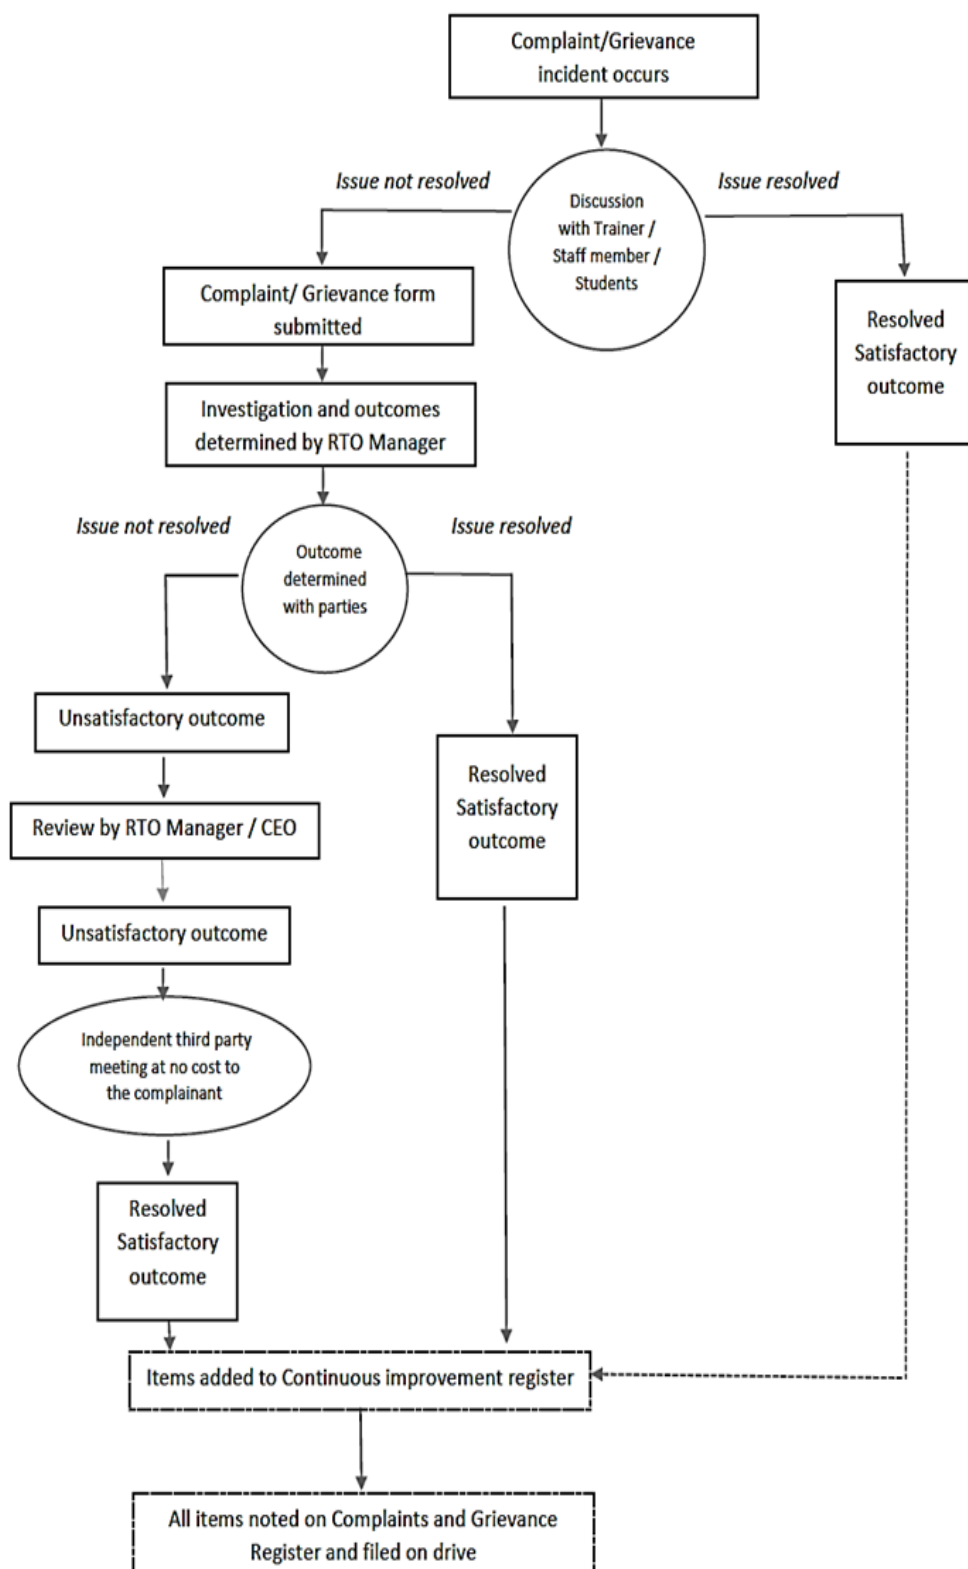 Complaint/Grievance
incident occurs
Issue not resolved
Issue resolved
Discussion
with Trainer /
Staff member /
Students
Complaint/ Grievance form
submitted
Resolved
Satisfactory
outcome
Investigation and outcomes
determined by RTO Manager
Issue not resolved
Issue resolved
Outcome
determined
with parties
Unsatisfactory outcome
Resolved
Satisfactory
outcome
Review by RTO Manager / CEO
Unsatisfactory outcome
Independent third party
meeting at no cost to
the complainant
Resolved
Satisfactory
outcome
Items added to Continuous improvement register
All items noted on Complaints and Grievance
Register and filed on drive